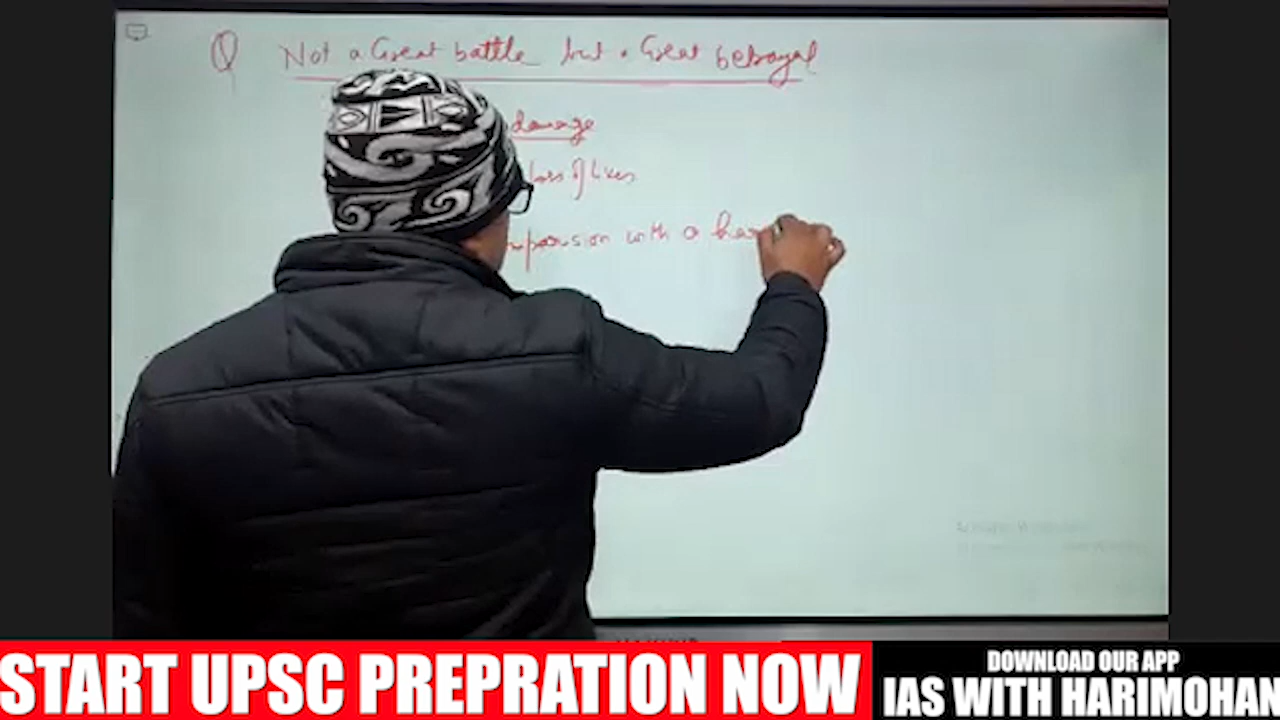 Q Not a Great battle but a Great betrayal
damage
loss of lives
with a
START UPSC PREPRATION NOW
DOWNLOAD OUR APP
IAS WITH HARIMOHAN